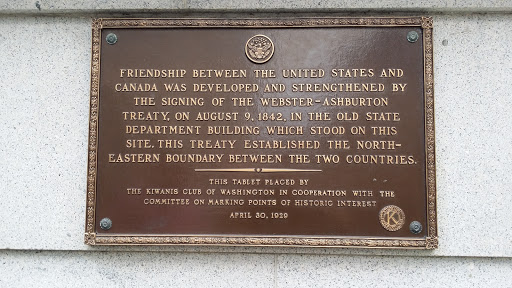 FRIENDSHIP BETWEEN THE UNITED STATES AND
CANADA WAS DEVELOPED AND STRENGTHENED BY
THE SIGNING OF THE WEBSTER-ASHBURTON
TREATY, ON AUGUST 9, 1842, IN THE OLD STATE
DEPARTMENT BUILDING WHICH STOOD ON THIS
SITE. THIS TREATY ESTABLISHED THE NORTH-
EASTERN BOUNDARY BETWEEN THE TWO COUNTRIES.
THIS TABLET PLACED BY
THE KIWANIS CLUB OF WASHINGTON IN COOPERATION WITH THE
COMMITTEE ON MARKING POINTS OF HISTORIC INTEREST
APRIL 30, 1929
K